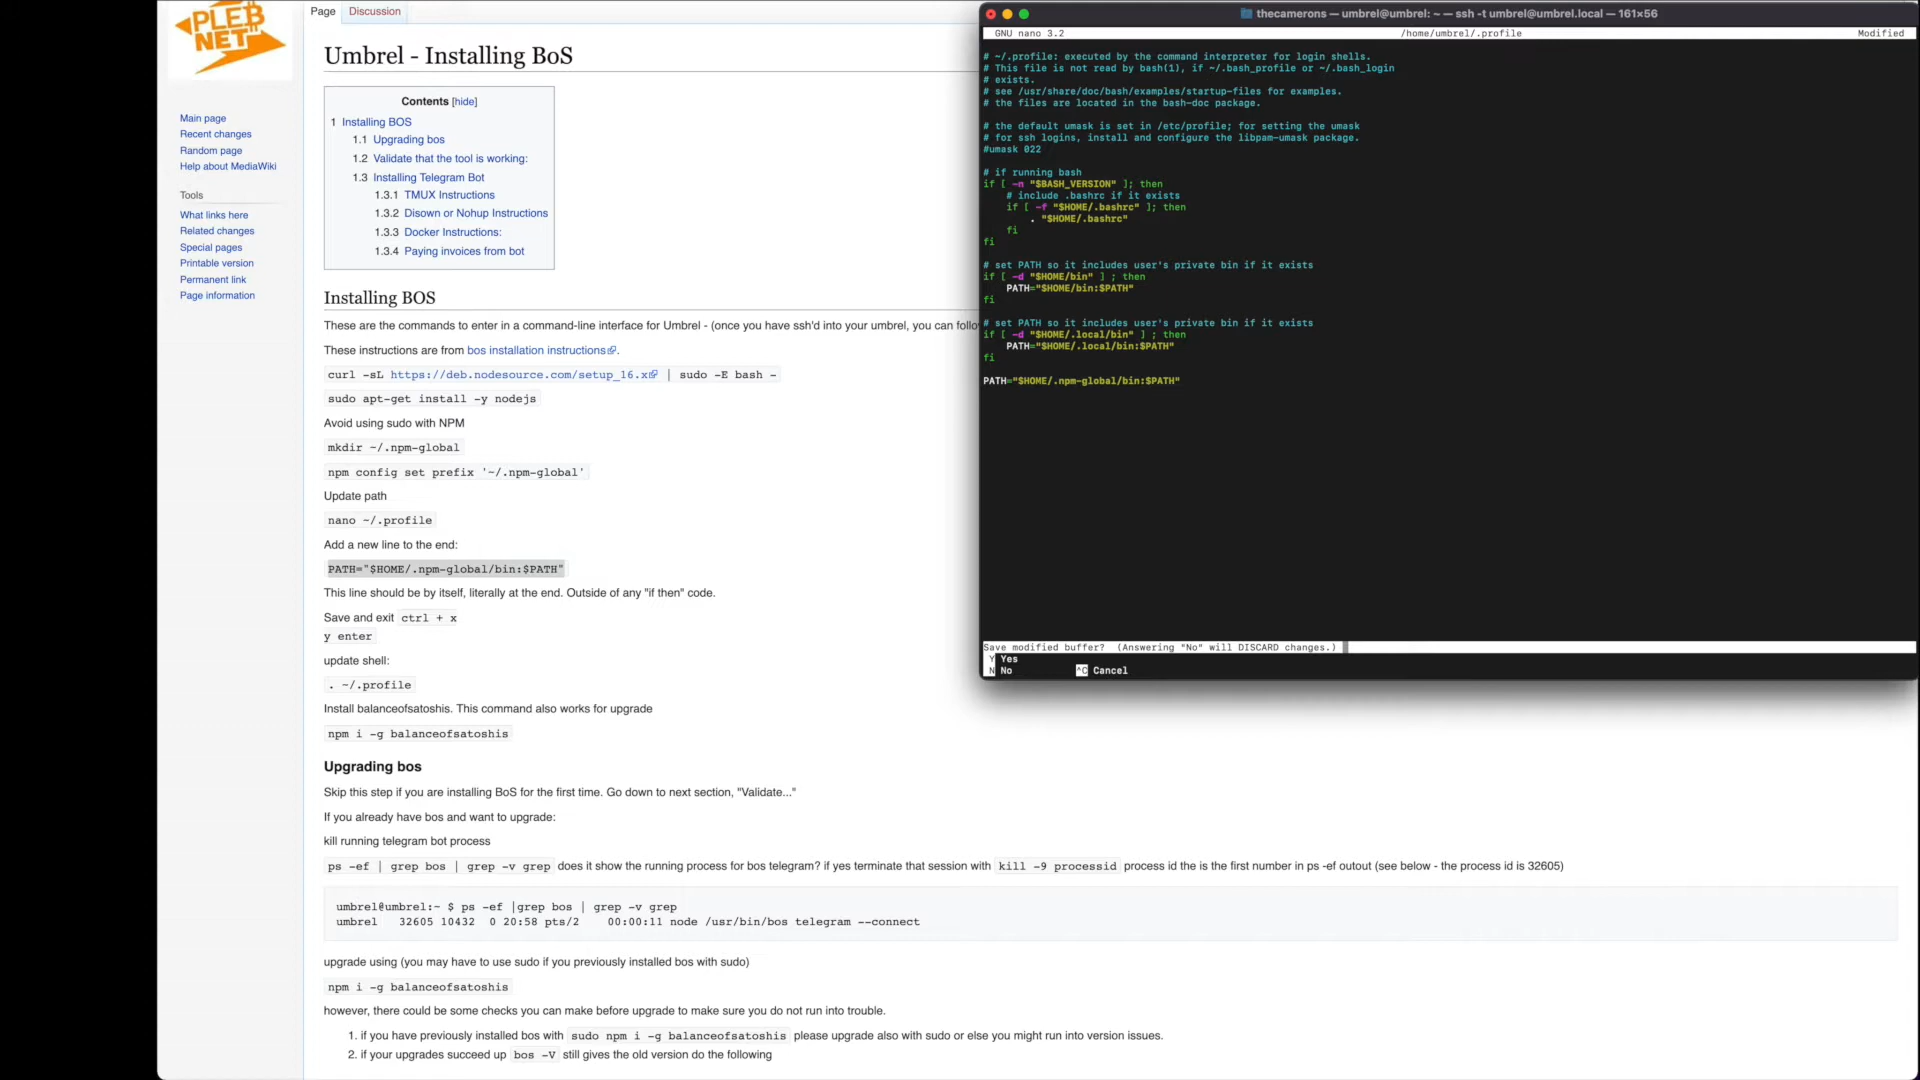 PLEB
NET
Main page
Recent changes
Random page
Help about MediaWiki
Tools
What links here
Related changes
Special pages
Printable version
Permanent link
Page information
Page
Discussion
Umbrel - Installing BoS
Contents [hide]
1 Installing BOS
1.1 Upgrading bos
1.2 Validate that the tool is working:
1.3 Installing Telegram Bot
1.3.1 TMUX Instructions
1.3.2 Disown or Nohup Instructions
1.3.3 Docker Instructions:
1.3.4 Paying invoices from bot
Installing BOS
These are the commands to enter in a command-line interface for Umbrel - (once you have ssh'd into your umbrel, you can follo
These instructions are from bos installation instructions.
curl -sL https://deb.nodesource.com/setup_16.x | sudo -E bash -
sudo apt-get install -y nodejs
Avoid using sudo with NPM
mkdir ~/.npm-global
npm config set prefix '~/.npm-global'
Update path
nano ~/.profile
Add a new line to the end:
PATH="$HOME/.npm-global/bin:$PATH"
This line should be by itself, literally at the end. Outside of any "if then" code.
Save and exit ctrl + x
y enter
update shell:
. ~/.profile
Install balanceofsatoshis. This command also works for upgrade
npm i -g balanceofsatoshis
Upgrading bos
Skip this step if you are installing BoS for the first time. Go down to next section, "Validate..."
If you already have bos and want to upgrade:
kill running telegram bot process
ps -ef | grep bos | grep -v grep does it show the running process for bos telegram? if yes terminate that session with kill -9 processid process id the is the first number in ps -ef outout (see below - the process id is 32605)
umbrel@umbrel:~ $ ps -ef |grep bos | grep -v grep
umbrel 32605 10432 0 20:58 pts/2 00:00:11 node /usr/bin/bos telegram --connect
upgrade using (you may have to use sudo if you previously installed bos with sudo)
npm i -g balanceofsatoshis
however, there could be some checks you can make before upgrade to make sure you do not run into trouble.
1. if you have previously installed bos with sudo npm i -g balanceofsatoshis please upgrade also with sudo or else you might run into version issues.
2. if your upgrades succeed up bos -V still gives the old version do the following
thecamerons — umbrel@umbrel: ~ — ssh -t umbrel@umbrel.local — 161×56
GNU nano 3.2 /home/umbrel/.profile Modified
# ~/.profile: executed by the command interpreter for login shells.
# This file is not read by bash(1), if ~/.bash_profile or ~/.bash_login
# exists.
# see /usr/share/doc/bash/examples/startup-files for examples.
# the files are located in the bash-doc package.
# the default umask is set in /etc/profile; for setting the umask
# for ssh logins, install and configure the libpam-umask package.
#umask 022
# if running bash
if [ -n "$BASH_VERSION" ]; then
# include .bashrc if it exists
if [ -f "$HOME/.bashrc" ]; then
. "$HOME/.bashrc"
fi
fi
# set PATH so it includes user's private bin if it exists
if [ -d "$HOME/bin" ] ; then
PATH="$HOME/bin:$PATH"
fi
# set PATH so it includes user's private bin if it exists
if [ -d "$HOME/.local/bin" ] ; then
PATH="$HOME/.local/bin:$PATH"
fi
PATH="$HOME/.npm-global/bin:$PATH"
Save modified buffer? (Answering "No" will DISCARD changes.)
Y Yes
N No ^C Cancel